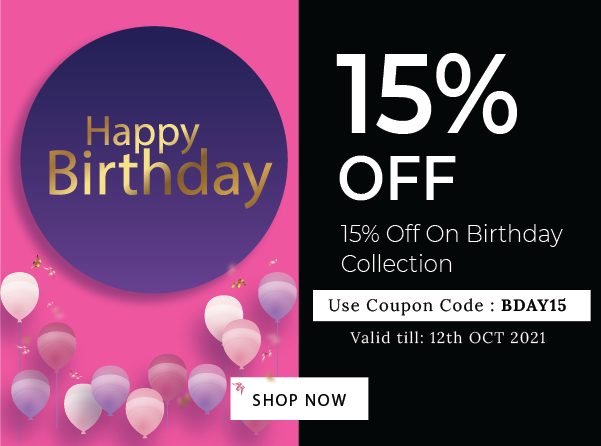 Happy
Birthday
15%
OFF
15% Off On Birthday
Collection
Use Coupon Code : BDAY15
Valid till: 12th OCT 2021
SHOP NOW